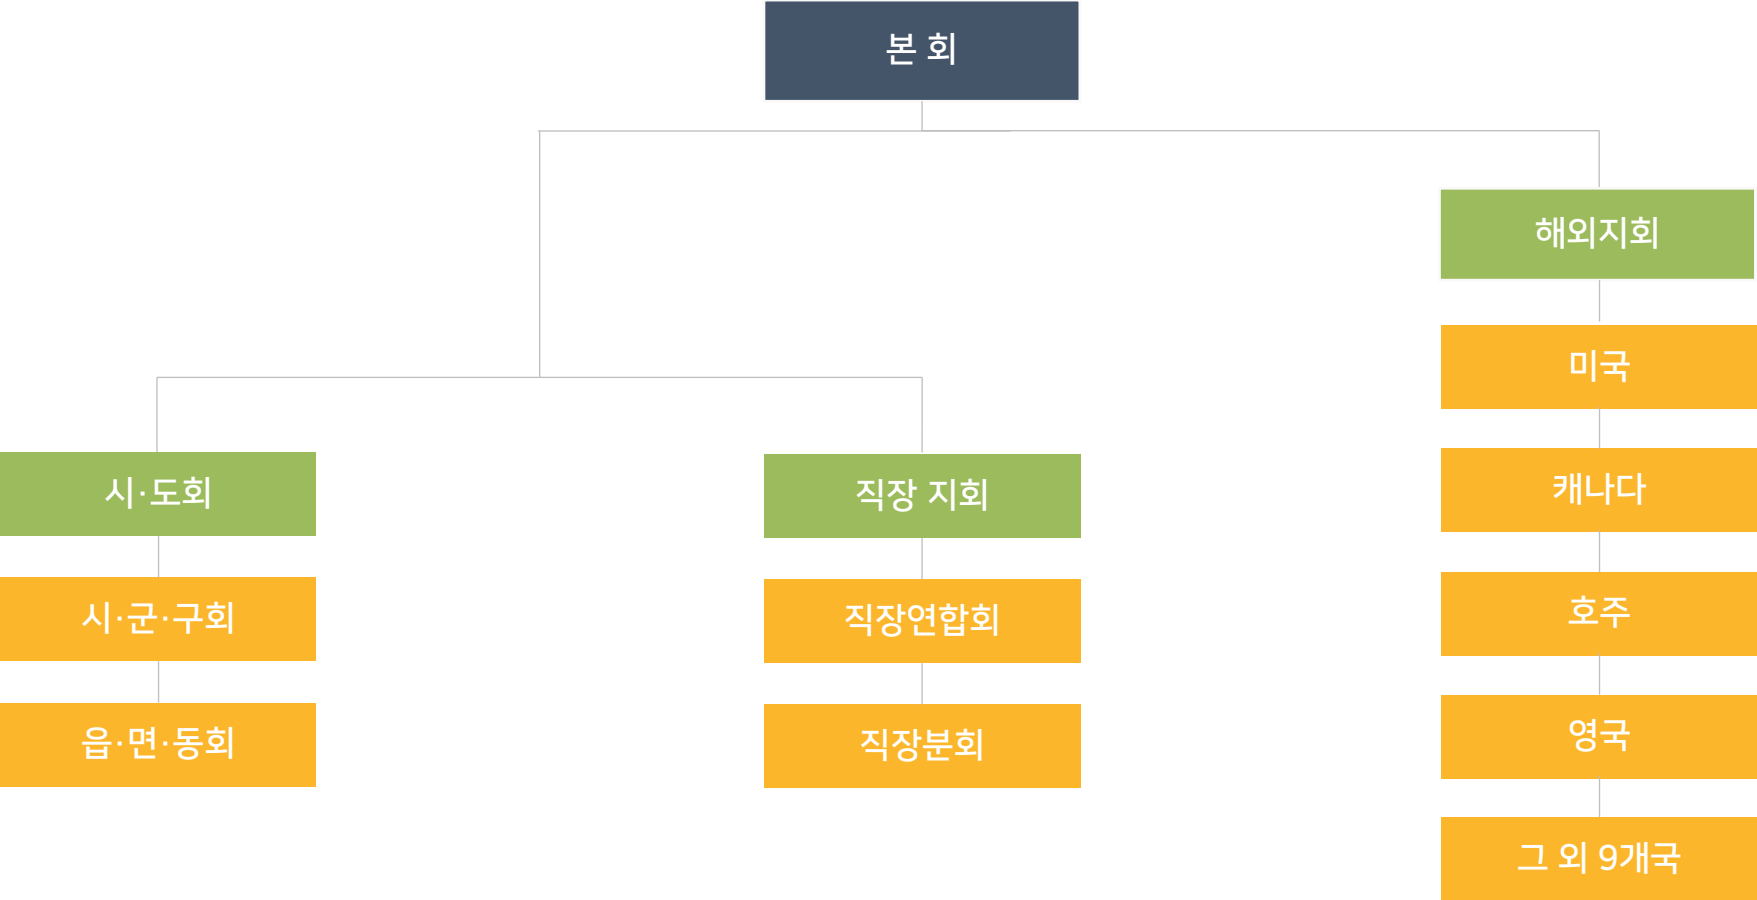 본 회
해외지회
미국
캐나다
호주
영국
그 외 9개국
시·도회
시·군·구회
읍·면·동회
직장 지회
직장연합회
직장분회